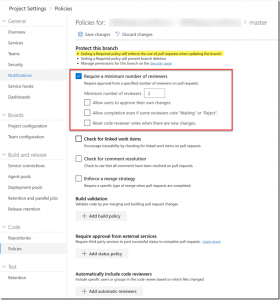 Project Settings > Policies
General
Overview
Services
Teams
Security
Notifications
Service hooks
Dashboards
Boards
Project configuration
Team configuration
Build and release
Service connections
Agent pools
Deployment pools
Retention and parallel jobs
Release retention
Code
Repositories
Policies
Test
Retention
Policies for:
> master
Save changes
Discard changes
Protect this branch
• Setting a Required policy will enforce the use of pull requests when updating the branch
• Setting a Required policy will prevent branch deletion
• Manage permissions for this branch on the Security page
Require a minimum number of reviewers
Require approval from a specified number of reviewers on pull requests.
Minimum number of reviewers 2
Allow users to approve their own changes
Allow completion even if some reviewers vote "Waiting" or "Reject".
Reset code reviewer votes when there are new changes
Check for linked work items
Encourage traceability by checking for linked work items on pull requests.
Check for comment resolution
Check to see that all comments have been resolved on pull requests.
Enforce a merge strategy
Require a specific type of merge when pull requests are completed.
Build validation
Validate code by pre-merging and building pull request changes
+ Add build policy
Require approval from external services
Require third party services to post successful status to complete pull requests. Learn more
+ Add status policy
Automatically include code reviewers
Include specific users or groups in the code review based on which files changed.
+ Add automatic reviewers